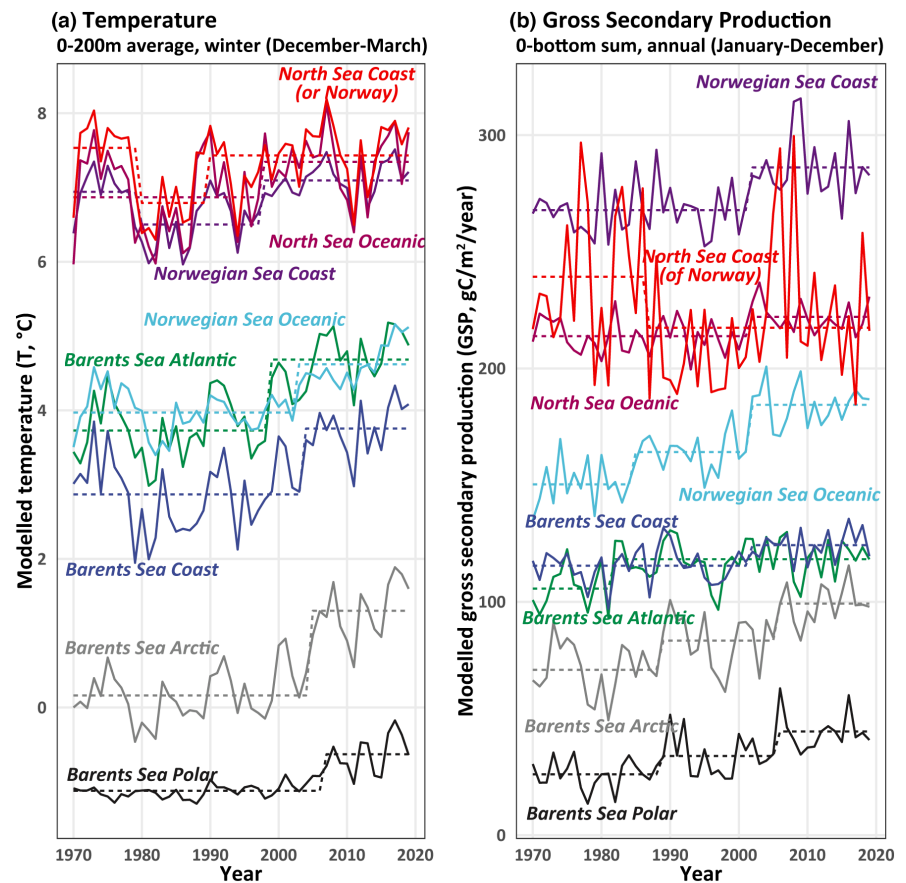 (a) Temperature
0-200m average, winter (December-March)
North Sea Coast
(or Norway)
North Sea Oceanic
Norwegian Sea Coast
Norwegian Sea Oceanic
Barents Sea Atlantic
Barents Sea Coast
Barents Sea Arctic
Barents Sea Polar
8
6
4
2
0
Modelled temperature (T, °C)
1970 1980 1990 2000 2010 2020
Year
(b) Gross Secondary Production
0-bottom sum, annual (January-December)
Norwegian Sea Coast
North Sea Coast
(of Norway)
North Sea Oeanic
Norwegian Sea Oceanic
Barents Sea Coast
Barents Sea Atlantic
Barents Sea Arctic
Barents Sea Polar
300
200
100
0
Modelled gross secondary production (GSP, gC/m²/year)
1970 1980 1990 2000 2010 2020
Year